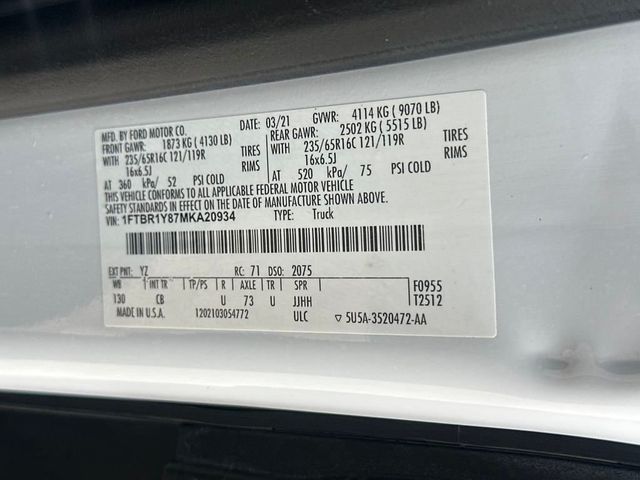 MFD. BY FORD MOTOR CO. DATE: 03/21 GVWR: 4114 KG ( 9070 LB)
FRONT GAWR: 1873 KG ( 4130 LB) REAR GAWR: 2502 KG ( 5515 LB)
WITH 235/65R16C 121/119R TIRES WITH 235/65R16C 121/119R TIRES
16x6.5J RIMS 16x6.5J RIMS
AT 360 kPa/ 52 PSI COLD AT 520 kPa/ 75 PSI COLD
THIS VEHICLE CONFORMS TO ALL APPLICABLE FEDERAL MOTOR VEHICLE
SAFETY STANDARDS IN EFFECT ON THE DATE OF MANUFACTURE SHOWN ABOVE.
VIN: 1FTBR1Y87MKA20934 TYPE: Truck
EXT PNT: YZ RC: 71 DSO: 2075
WB INT TR TP/PS R AXLE TR SPR F0955
130 CB U 73 U JJHH T2512
MADE IN U.S.A. 1202103054772 ULC ▽ 5U5A-3520472-AA